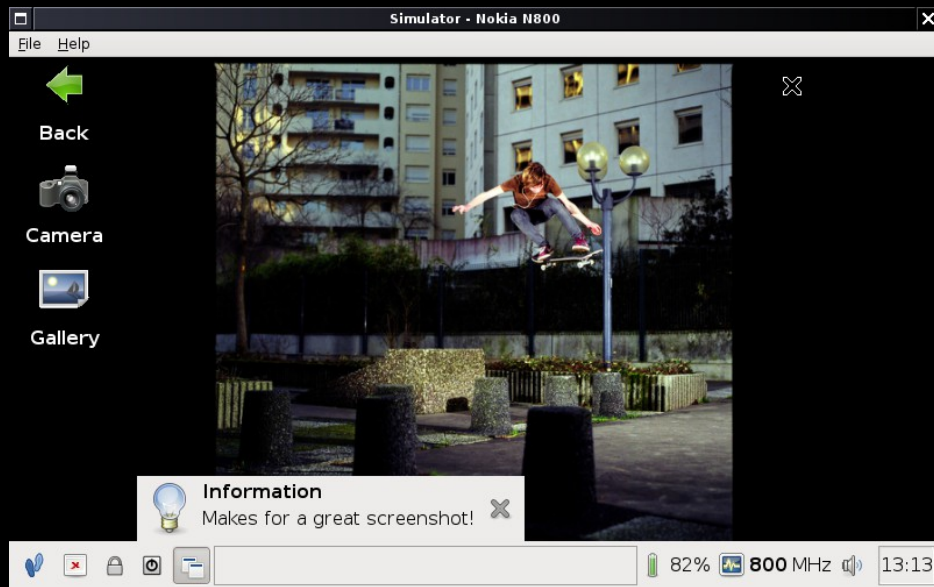 Simulator - Nokia N800
File Help
Back
Camera
Gallery
Information
Makes for a great screenshot!
82% 800 MHz 13:13